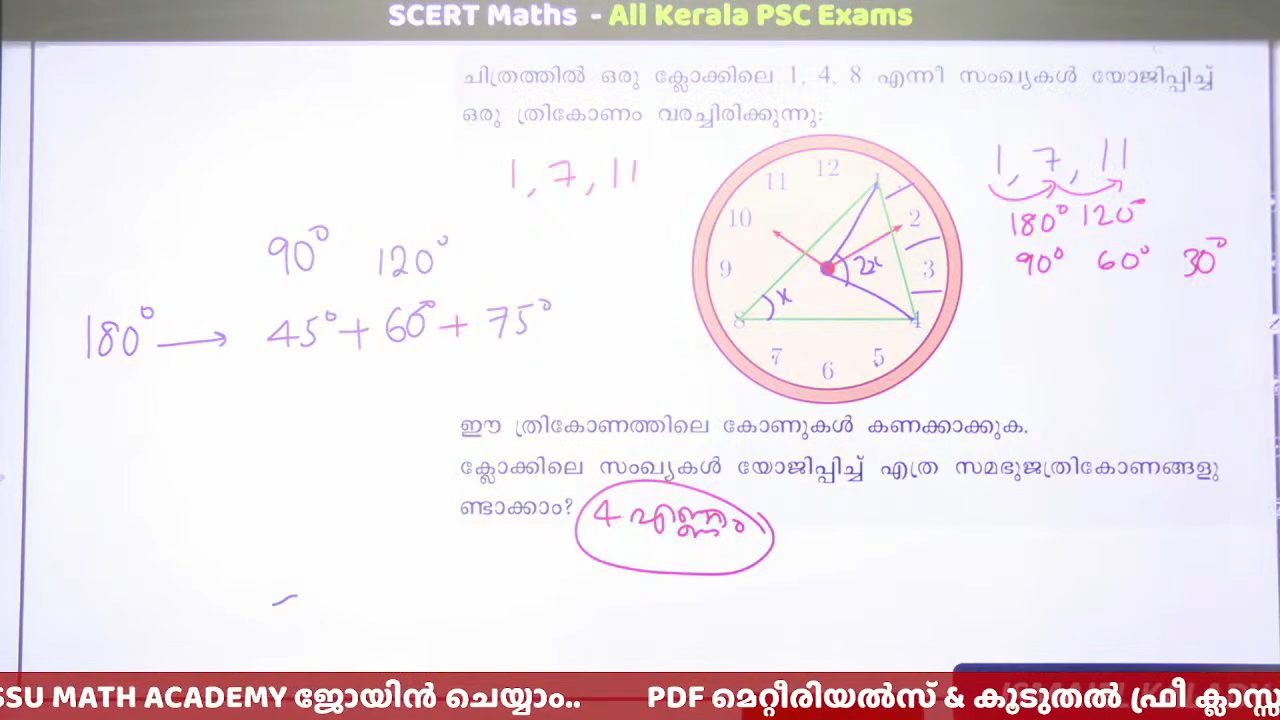 SCERT Maths - All Kerala PSC Exams
ചിത്രത്തിൽ ഒരു ക്ലോക്കിലെ 1, 4, 8 എന്നീ സംഖ്യകൾ യോജിപ്പിച്ച്
ഒരു ത്രികോണം വരച്ചിരിക്കുന്നു:
1, 7, 11
1, 7, 11
180° 120°
90° 60° 30°
90° 120°
180° → 45° + 60° + 75°
12
11 1
10 2
9 3
8 4
7 5
6
2x
x
ഈ ത്രികോണത്തിലെ കോണുകൾ കണക്കാക്കുക.
ക്ലോക്കിലെ സംഖ്യകൾ യോജിപ്പിച്ച് എത്ര സമഭുജത്രികോണങ്ങളു
ണ്ടാക്കാം? 4 എണ്ണം
SSU MATH ACADEMY ജോയിൻ ചെയ്യാം.. PDF മെറ്റീരിയൽസ് & കൂടുതൽ ഫ്രീ ക്ലാസ്സ